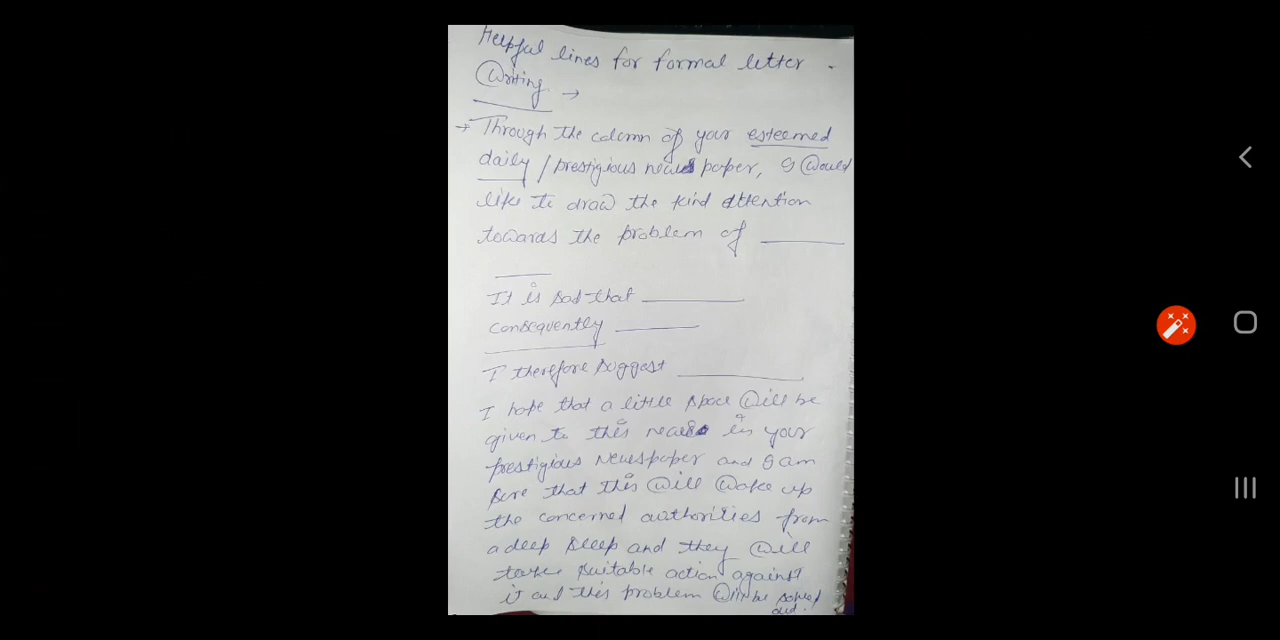 Helpful lines for formal letter
Writing →
→ Through the column of your esteemed
daily / prestigious news paper, I would
like to draw the kind attention
towards the problem of
It is sad that
consequently
I therefore suggest
I hope that a little space will be
given to this news in your
prestigious Newspaper and I am
sure that this will wake up
the concerned authorities from
a deep sleep and they will
take suitable action against
it and this problem will be solved
out.